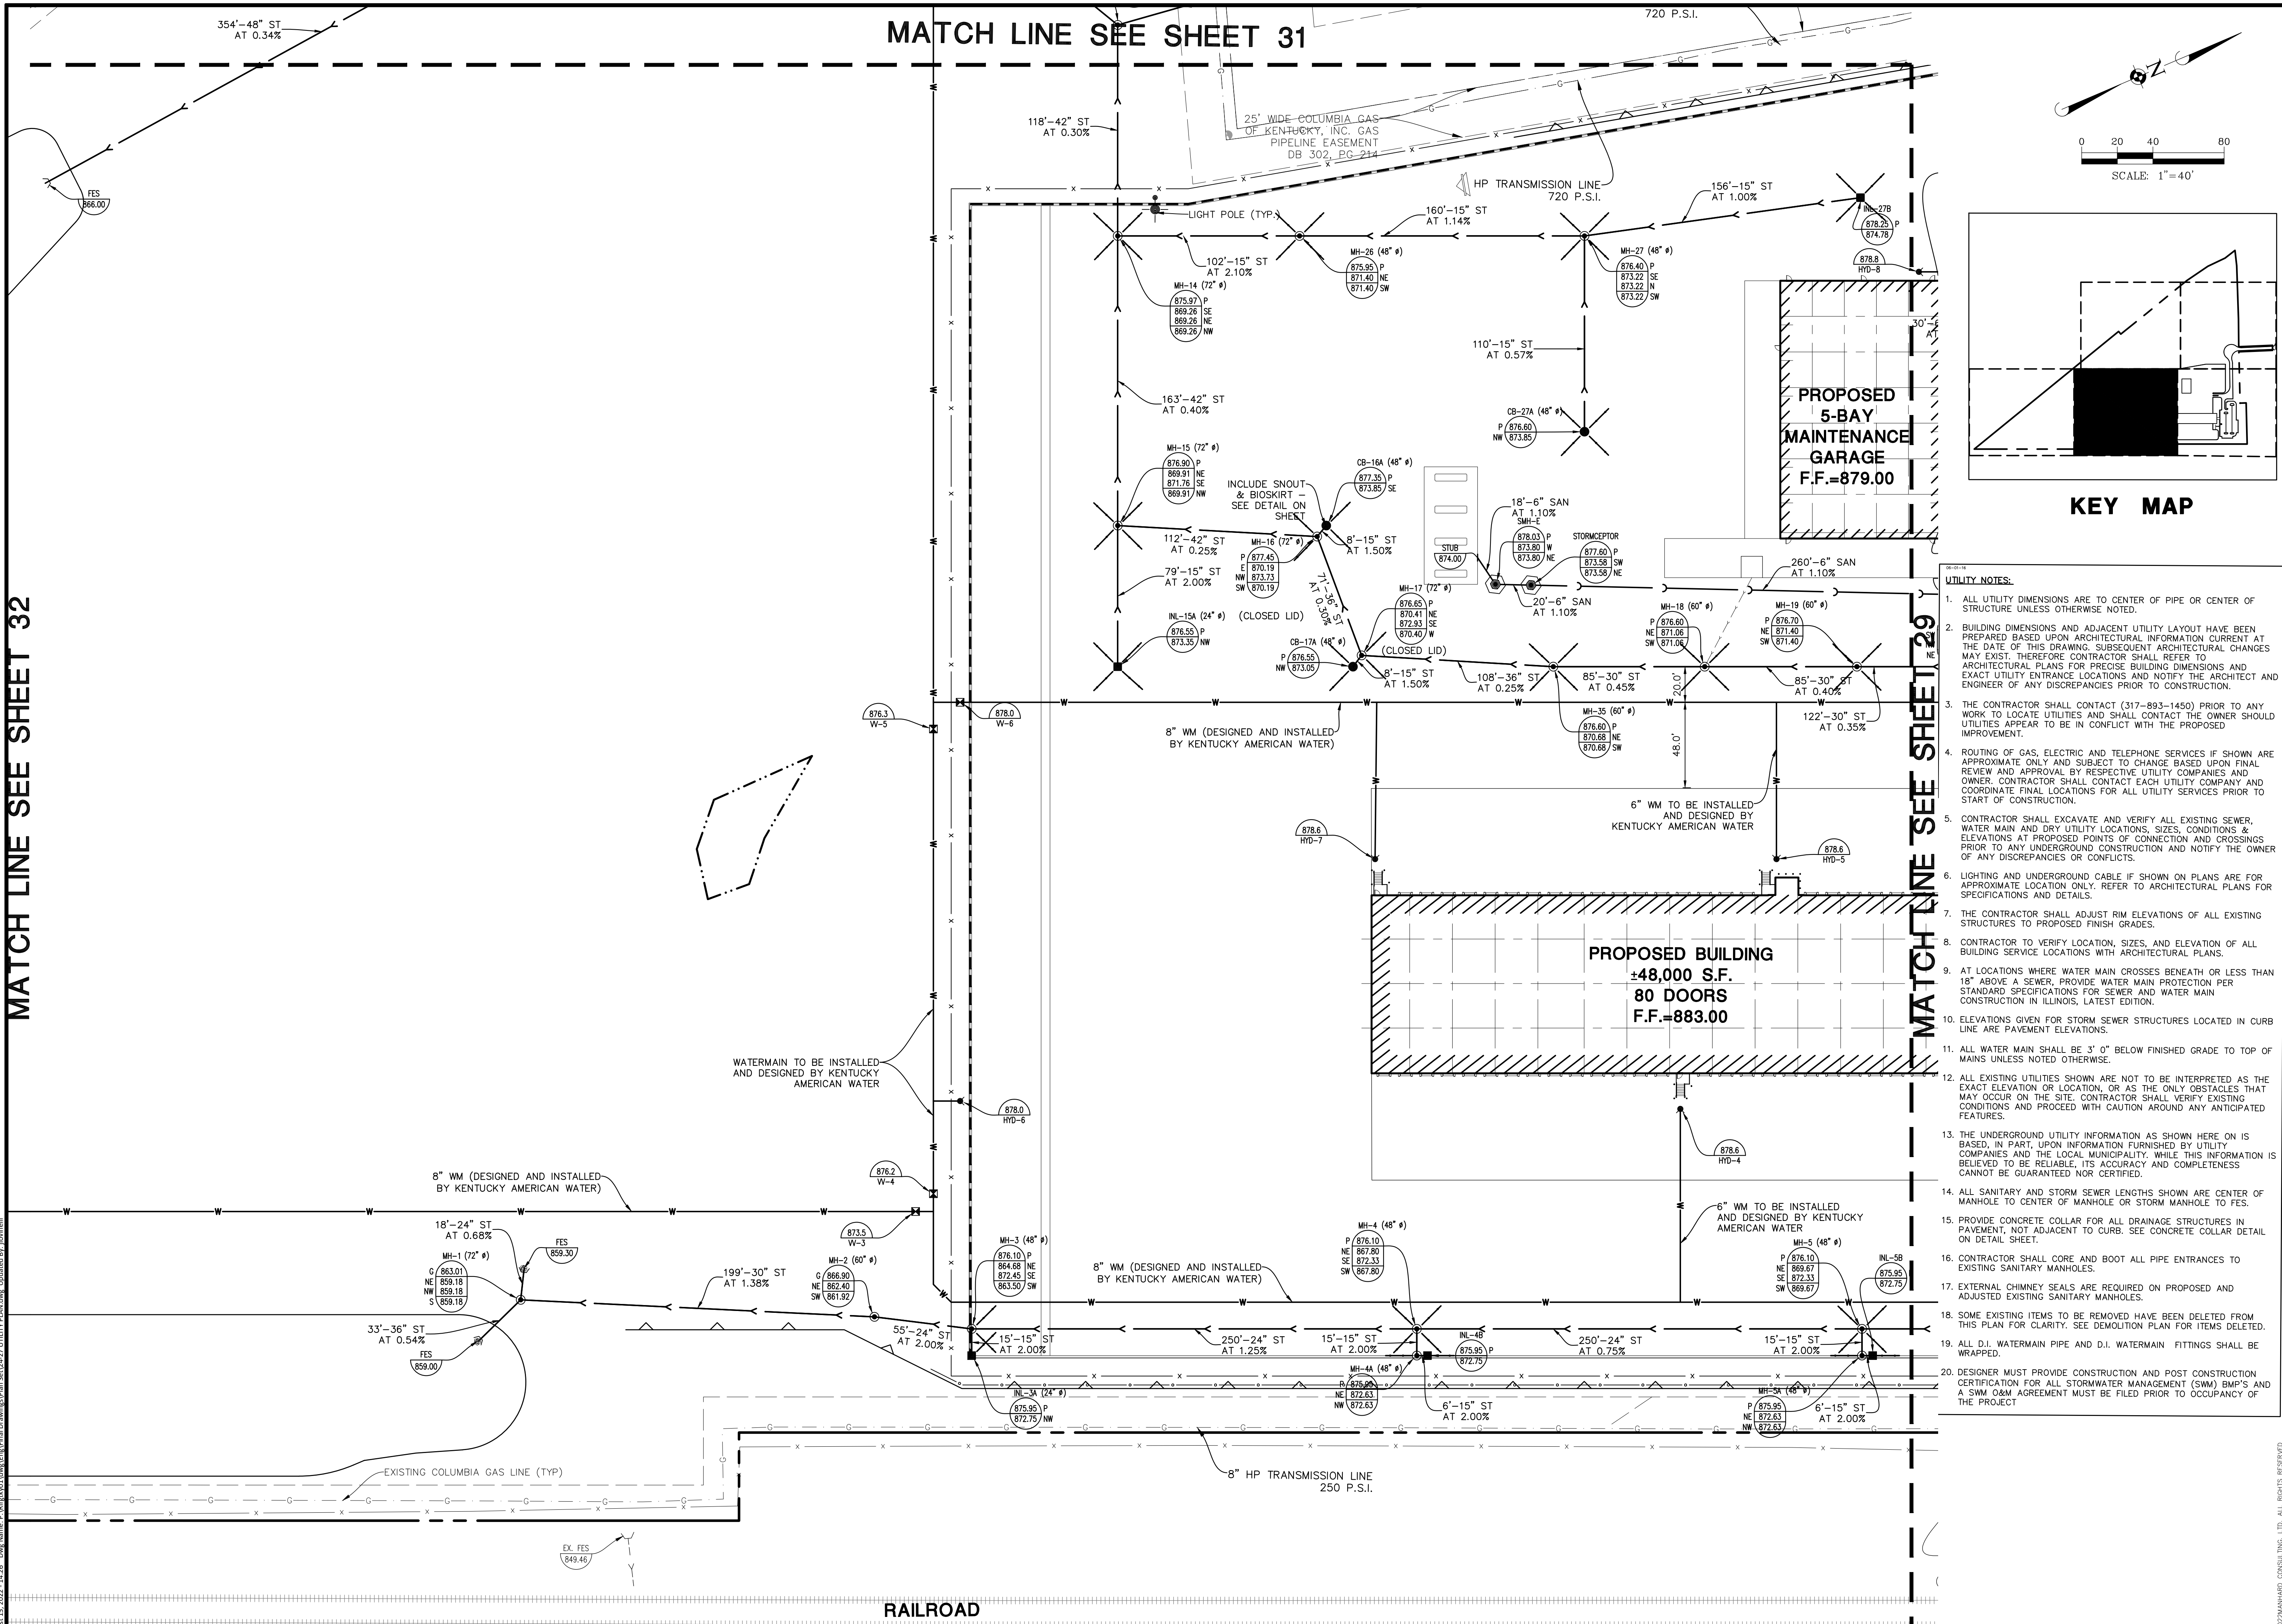 MATCH LINE SEE SHEET 31
354'-48" ST
AT 0.34%
720 P.S.I.
118'-42" ST
AT 0.30%
25' WIDE COLUMBIA GAS
OF KENTUCKY, INC. GAS
PIPELINE EASEMENT
DB 302, PG 214
HP TRANSMISSION LINE
720 P.S.I.
FES
866.00
LIGHT POLE (TYP.)
160'-15" ST
AT 1.14%
156'-15" ST
AT 1.00%
INL-27B
878.25 P
874.78
878.8
HYD-8
102'-15" ST
AT 2.10%
MH-14 (72" ø)
875.97 P
869.26 SE
869.26 NE
869.26 NW
MH-26 (48" ø)
875.95 P
871.40 NE
871.40 SW
MH-27 (48" ø)
876.40 P
873.22 SE
873.22 N
873.22 SW
110'-15" ST
AT 0.57%
163'-42" ST
AT 0.40%
CB-27A (48" ø)
P 876.60
NW 873.85
PROPOSED
5-BAY
MAINTENANCE
GARAGE
F.F.=879.00
MH-15 (72" ø)
876.90 P
869.91 NE
871.76 SE
869.91 NW
INCLUDE SNOUT
& BIOSKIRT -
SEE DETAIL ON
SHEET
CB-16A (48" ø)
877.35 P
873.85 SE
112'-42" ST
AT 0.25%
MH-16 (72" ø)
P 877.45
E 870.19
NW 873.73
SW 870.19
8'-15" ST
AT 1.50%
18'-6" SAN
AT 1.10%
SMH-E
878.03 P
873.80 W
873.80 NE
STUB
874.00
STORMCEPTOR
877.60 P
873.58 SW
873.58 NE
260'-6" SAN
AT 1.10%
79'-15" ST
AT 2.00%
71'-36" ST
AT 0.30%
20'-6" SAN
AT 1.10%
INL-15A (24" ø) (CLOSED LID)
876.55 P
873.35 NW
MH-17 (72" ø)
876.65 P
870.41 NE
872.93 SE
870.40 W
(CLOSED LID)
CB-17A (48" ø)
P 876.55
NW 873.05
MH-18 (60" ø)
P 876.60
NE 871.06
SW 871.06
MH-19 (60" ø)
P 876.70
NE 871.40
SW 871.40
8'-15" ST
AT 1.50%
108'-36" ST
AT 0.25%
85'-30" ST
AT 0.45%
20.0'
85'-30" ST
AT 0.40%
122'-30" ST
AT 0.35%
876.3
W-5
878.0
W-6
8" WM (DESIGNED AND INSTALLED
BY KENTUCKY AMERICAN WATER)
MH-35 (60" ø)
876.60 P
870.68 NE
870.68 SW
48.0'
6" WM TO BE INSTALLED
AND DESIGNED BY
KENTUCKY AMERICAN WATER
878.6
HYD-7
878.6
HYD-5
PROPOSED BUILDING
±48,000 S.F.
80 DOORS
F.F.=883.00
WATERMAIN TO BE INSTALLED
AND DESIGNED BY KENTUCKY
AMERICAN WATER
878.0
HYD-6
878.6
HYD-4
876.2
W-4
8" WM (DESIGNED AND INSTALLED
BY KENTUCKY AMERICAN WATER)
873.5
W-3
18'-24" ST
AT 0.68%
MH-1 (72" ø)
G 863.01
NE 859.18
NW 859.18
S 859.18
FES
859.30
199'-30" ST
AT 1.38%
MH-2 (60" ø)
G 866.90
NE 862.40
SW 861.92
MH-3 (48" ø)
876.10 P
864.68 NE
872.45 SE
863.50 SW
8" WM (DESIGNED AND INSTALLED
BY KENTUCKY AMERICAN WATER)
MH-4 (48" ø)
P 876.10
NE 867.80
SE 872.33
SW 867.80
6" WM TO BE INSTALLED
AND DESIGNED BY KENTUCKY
AMERICAN WATER
MH-5 (48" ø)
P 876.10
NE 869.67
SE 872.33
SW 869.67
INL-5B
875.95
872.75
33'-36" ST
AT 0.54%
FES
859.00
55'-24" ST
AT 2.00%
15'-15" ST
AT 2.00%
250'-24" ST
AT 1.25%
15'-15" ST
AT 2.00%
INL-4B
875.95 P
872.75
250'-24" ST
AT 0.75%
15'-15" ST
AT 2.00%
INL-3A (24" ø)
875.95 P
872.75 NW
MH-4A (48" ø)
NE 872.63
NW 872.63
6'-15" ST
AT 2.00%
MH-5A (48" ø)
P 875.95
NE 872.63
NW 872.63
6'-15" ST
AT 2.00%
EXISTING COLUMBIA GAS LINE (TYP)
8" HP TRANSMISSION LINE
250 P.S.I.
EX. FES
849.46
RAILROAD
MATCH LINE SEE SHEET 32
MATCH LINE SEE SHEET 29
N
0 20 40 80
SCALE: 1"=40'
KEY MAP
08-01-16
UTILITY NOTES:
1. ALL UTILITY DIMENSIONS ARE TO CENTER OF PIPE OR CENTER OF
STRUCTURE UNLESS OTHERWISE NOTED.
2. BUILDING DIMENSIONS AND ADJACENT UTILITY LAYOUT HAVE BEEN
PREPARED BASED UPON ARCHITECTURAL INFORMATION CURRENT AT
THE DATE OF THIS DRAWING. SUBSEQUENT ARCHITECTURAL CHANGES
MAY EXIST. THEREFORE CONTRACTOR SHALL REFER TO
ARCHITECTURAL PLANS FOR PRECISE BUILDING DIMENSIONS AND
EXACT UTILITY ENTRANCE LOCATIONS AND NOTIFY THE ARCHITECT AND
ENGINEER OF ANY DISCREPANCIES PRIOR TO CONSTRUCTION.
3. THE CONTRACTOR SHALL CONTACT (317-893-1450) PRIOR TO ANY
WORK TO LOCATE UTILITIES AND SHALL CONTACT THE OWNER SHOULD
UTILITIES APPEAR TO BE IN CONFLICT WITH THE PROPOSED
IMPROVEMENT.
4. ROUTING OF GAS, ELECTRIC AND TELEPHONE SERVICES IF SHOWN ARE
APPROXIMATE ONLY AND SUBJECT TO CHANGE BASED UPON FINAL
REVIEW AND APPROVAL BY RESPECTIVE UTILITY COMPANIES AND
OWNER. CONTRACTOR SHALL CONTACT EACH UTILITY COMPANY AND
COORDINATE FINAL LOCATIONS FOR ALL UTILITY SERVICES PRIOR TO
START OF CONSTRUCTION.
5. CONTRACTOR SHALL EXCAVATE AND VERIFY ALL EXISTING SEWER,
WATER MAIN AND DRY UTILITY LOCATIONS, SIZES, CONDITIONS &
ELEVATIONS AT PROPOSED POINTS OF CONNECTION AND CROSSINGS
PRIOR TO ANY UNDERGROUND CONSTRUCTION AND NOTIFY THE OWNER
OF ANY DISCREPANCIES OR CONFLICTS.
6. LIGHTING AND UNDERGROUND CABLE IF SHOWN ON PLANS ARE FOR
APPROXIMATE LOCATION ONLY. REFER TO ARCHITECTURAL PLANS FOR
SPECIFICATIONS AND DETAILS.
7. THE CONTRACTOR SHALL ADJUST RIM ELEVATIONS OF ALL EXISTING
STRUCTURES TO PROPOSED FINISH GRADES.
8. CONTRACTOR TO VERIFY LOCATION, SIZES, AND ELEVATION OF ALL
BUILDING SERVICE LOCATIONS WITH ARCHITECTURAL PLANS.
9. AT LOCATIONS WHERE WATER MAIN CROSSES BENEATH OR LESS THAN
18" ABOVE A SEWER, PROVIDE WATER MAIN PROTECTION PER
STANDARD SPECIFICATIONS FOR SEWER AND WATER MAIN
CONSTRUCTION IN ILLINOIS, LATEST EDITION.
10. ELEVATIONS GIVEN FOR STORM SEWER STRUCTURES LOCATED IN CURB
LINE ARE PAVEMENT ELEVATIONS.
11. ALL WATER MAIN SHALL BE 3' 0" BELOW FINISHED GRADE TO TOP OF
MAINS UNLESS NOTED OTHERWISE.
12. ALL EXISTING UTILITIES SHOWN ARE NOT TO BE INTERPRETED AS THE
EXACT ELEVATION OR LOCATION, OR AS THE ONLY OBSTACLES THAT
MAY OCCUR ON THE SITE. CONTRACTOR SHALL VERIFY EXISTING
CONDITIONS AND PROCEED WITH CAUTION AROUND ANY ANTICIPATED
FEATURES.
13. THE UNDERGROUND UTILITY INFORMATION AS SHOWN HERE ON IS
BASED, IN PART, UPON INFORMATION FURNISHED BY UTILITY
COMPANIES AND THE LOCAL MUNICIPALITY. WHILE THIS INFORMATION IS
BELIEVED TO BE RELIABLE, ITS ACCURACY AND COMPLETENESS
CANNOT BE GUARANTEED NOR CERTIFIED.
14. ALL SANITARY AND STORM SEWER LENGTHS SHOWN ARE CENTER OF
MANHOLE TO CENTER OF MANHOLE OR STORM MANHOLE TO FES.
15. PROVIDE CONCRETE COLLAR FOR ALL DRAINAGE STRUCTURES IN
PAVEMENT, NOT ADJACENT TO CURB. SEE CONCRETE COLLAR DETAIL
ON DETAIL SHEET.
16. CONTRACTOR SHALL CORE AND BOOT ALL PIPE ENTRANCES TO
EXISTING SANITARY MANHOLES.
17. EXTERNAL CHIMNEY SEALS ARE REQUIRED ON PROPOSED AND
ADJUSTED EXISTING SANITARY MANHOLES.
18. SOME EXISTING ITEMS TO BE REMOVED HAVE BEEN DELETED FROM
THIS PLAN FOR CLARITY. SEE DEMOLITION PLAN FOR ITEMS DELETED.
19. ALL D.I. WATERMAIN PIPE AND D.I. WATERMAIN FITTINGS SHALL BE
WRAPPED.
20. DESIGNER MUST PROVIDE CONSTRUCTION AND POST CONSTRUCTION
CERTIFICATION FOR ALL STORMWATER MANAGEMENT (SWM) BMP'S AND
A SWM O&M AGREEMENT MUST BE FILED PRIOR TO OCCUPANCY OF
THE PROJECT
MANHARD CONSULTING, LTD. ALL RIGHTS RESERVED